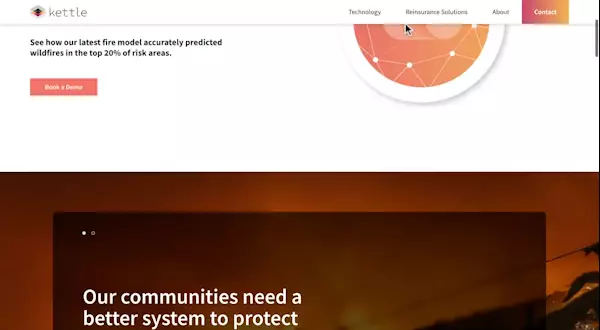 kettle
Technology
Reinsurance Solutions
About
Contact
See how our latest fire model accurately predicted
wildfires in the top 20% of risk areas.
Book a Demo
Our communities need a
better system to protect